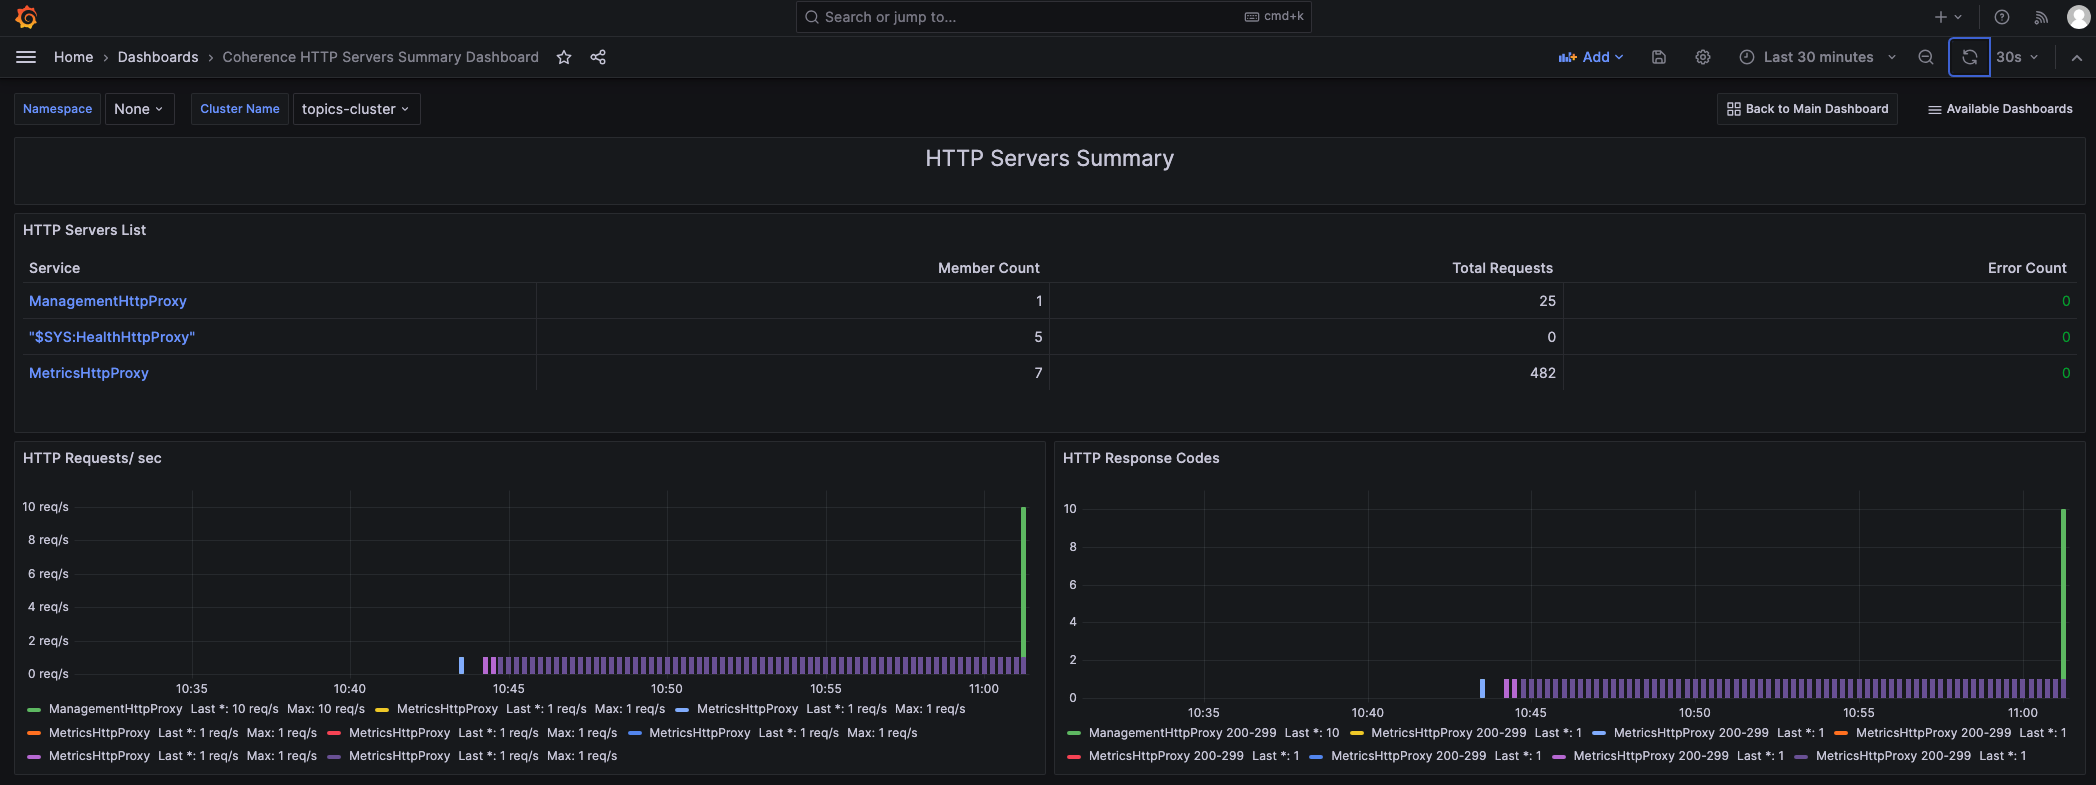 Search or jump to... cmd+k
Home › Dashboards › Coherence HTTP Servers Summary Dashboard Add Last 30 minutes 30s
Namespace None Cluster Name topics-cluster Back to Main Dashboard Available Dashboards
HTTP Servers Summary
HTTP Servers List
Service Member Count Total Requests Error Count
ManagementHttpProxy 1 25 0
"$SYS:HealthHttpProxy" 5 0 0
MetricsHttpProxy 7 482 0
HTTP Requests/ sec
10 req/s
8 req/s
6 req/s
4 req/s
2 req/s
0 req/s
10:35 10:40 10:45 10:50 10:55 11:00
ManagementHttpProxy Last *: 10 req/s Max: 10 req/s MetricsHttpProxy Last *: 1 req/s Max: 1 req/s MetricsHttpProxy Last *: 1 req/s Max: 1 req/s
MetricsHttpProxy Last *: 1 req/s Max: 1 req/s MetricsHttpProxy Last *: 1 req/s Max: 1 req/s MetricsHttpProxy Last *: 1 req/s Max: 1 req/s
MetricsHttpProxy Last *: 1 req/s Max: 1 req/s MetricsHttpProxy Last *: 1 req/s Max: 1 req/s
HTTP Response Codes
10
8
6
4
2
0
10:35 10:40 10:45 10:50 10:55 11:00
ManagementHttpProxy 200-299 Last *: 10 MetricsHttpProxy 200-299 Last *: 1 MetricsHttpProxy 200-299 Last *: 1 MetricsHttpProxy 200-299 Last *: 1
MetricsHttpProxy 200-299 Last *: 1 MetricsHttpProxy 200-299 Last *: 1 MetricsHttpProxy 200-299 Last *: 1 MetricsHttpProxy 200-299 Last *: 1